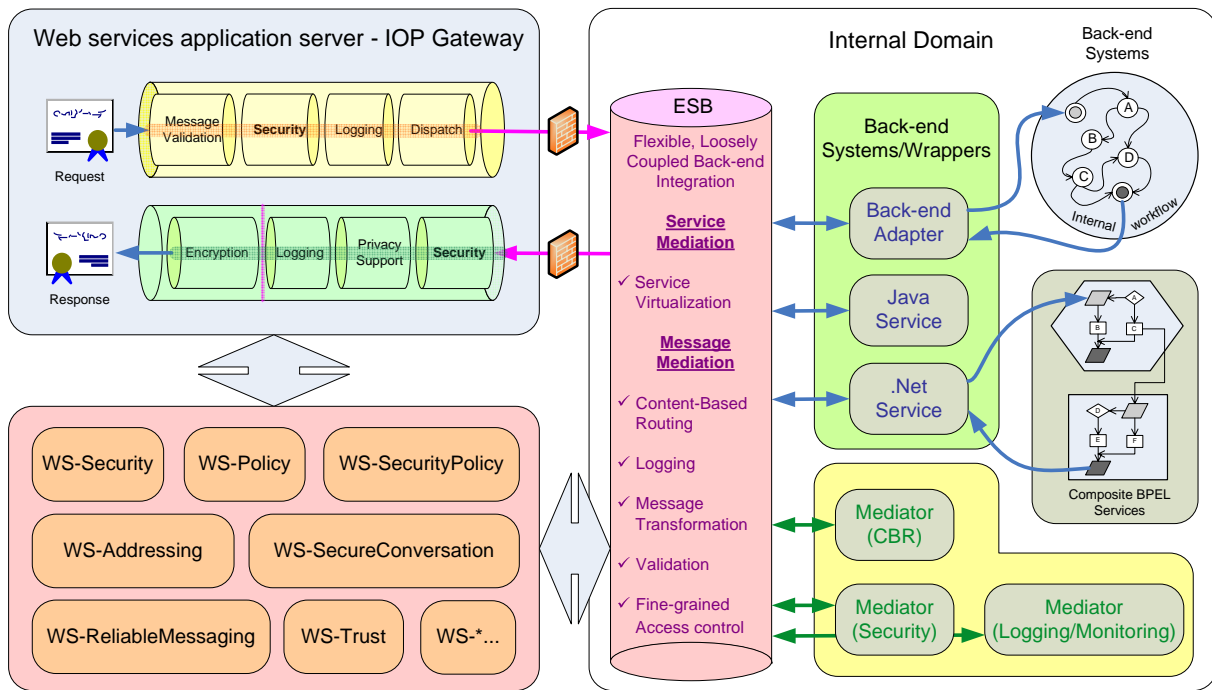 Web services application server - IOP Gateway
Message
Validation
Security
Logging
Dispatch
Request
Encryption
Logging
Privacy
Support
Security
Response
WS-Security
WS-Policy
WS-SecurityPolicy
WS-Addressing
WS-SecureConversation
WS-ReliableMessaging
WS-Trust
WS-*...
Internal Domain
ESB
Flexible, Loosely
Coupled Back-end
Integration
Service
Mediation
✓ Service
Virtualization
Message
Mediation
✓ Content-Based
Routing
✓ Logging
✓ Message
Transformation
✓ Validation
✓ Fine-grained
Access control
Back-end
Systems/Wrappers
Back-end
Adapter
Java
Service
.Net
Service
Mediator
(CBR)
Mediator
(Security)
Mediator
(Logging/Monitoring)
Back-end
Systems
A
B
D
C
Internal workflow
A
B
C
D
E
F
Composite BPEL
Services